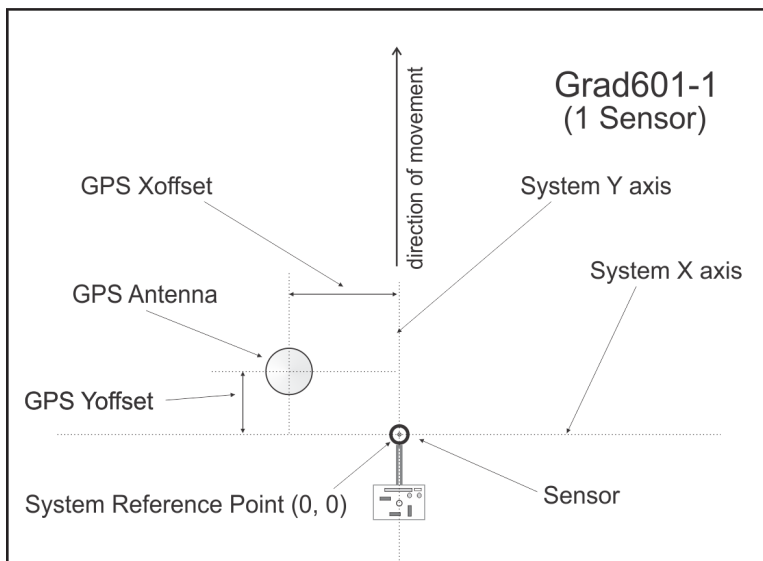 Grad601-1
(1 Sensor)
direction of movement
GPS Xoffset
System Y axis
System X axis
GPS Antenna
GPS Yoffset
System Reference Point (0, 0)
Sensor